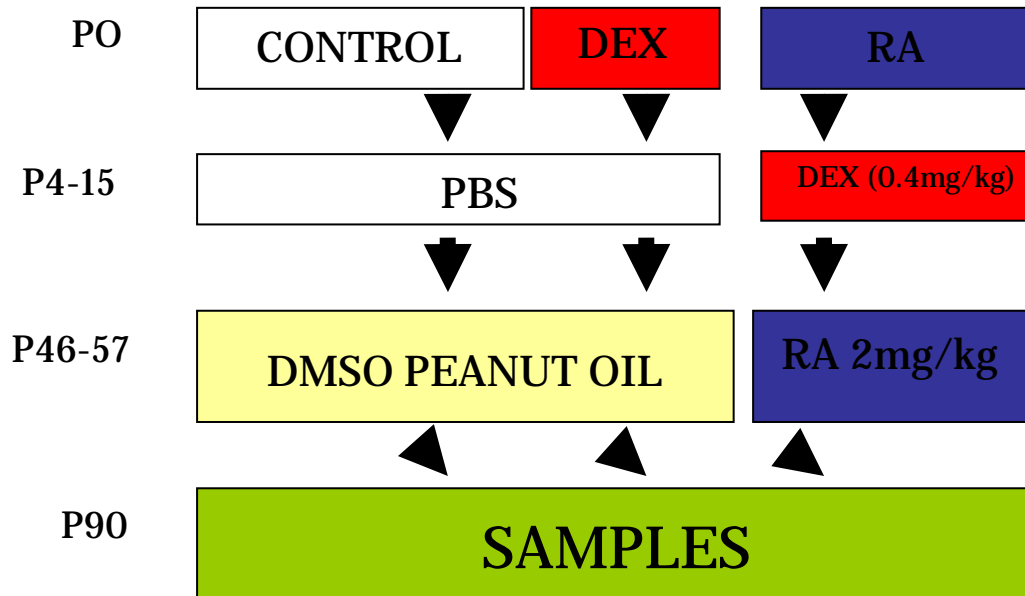 PO
CONTROL
DEX
RA
P4-15
PBS
DEX (0.4mg/kg)
P46-57
DMSO PEANUT OIL
RA 2mg/kg
P90
SAMPLES